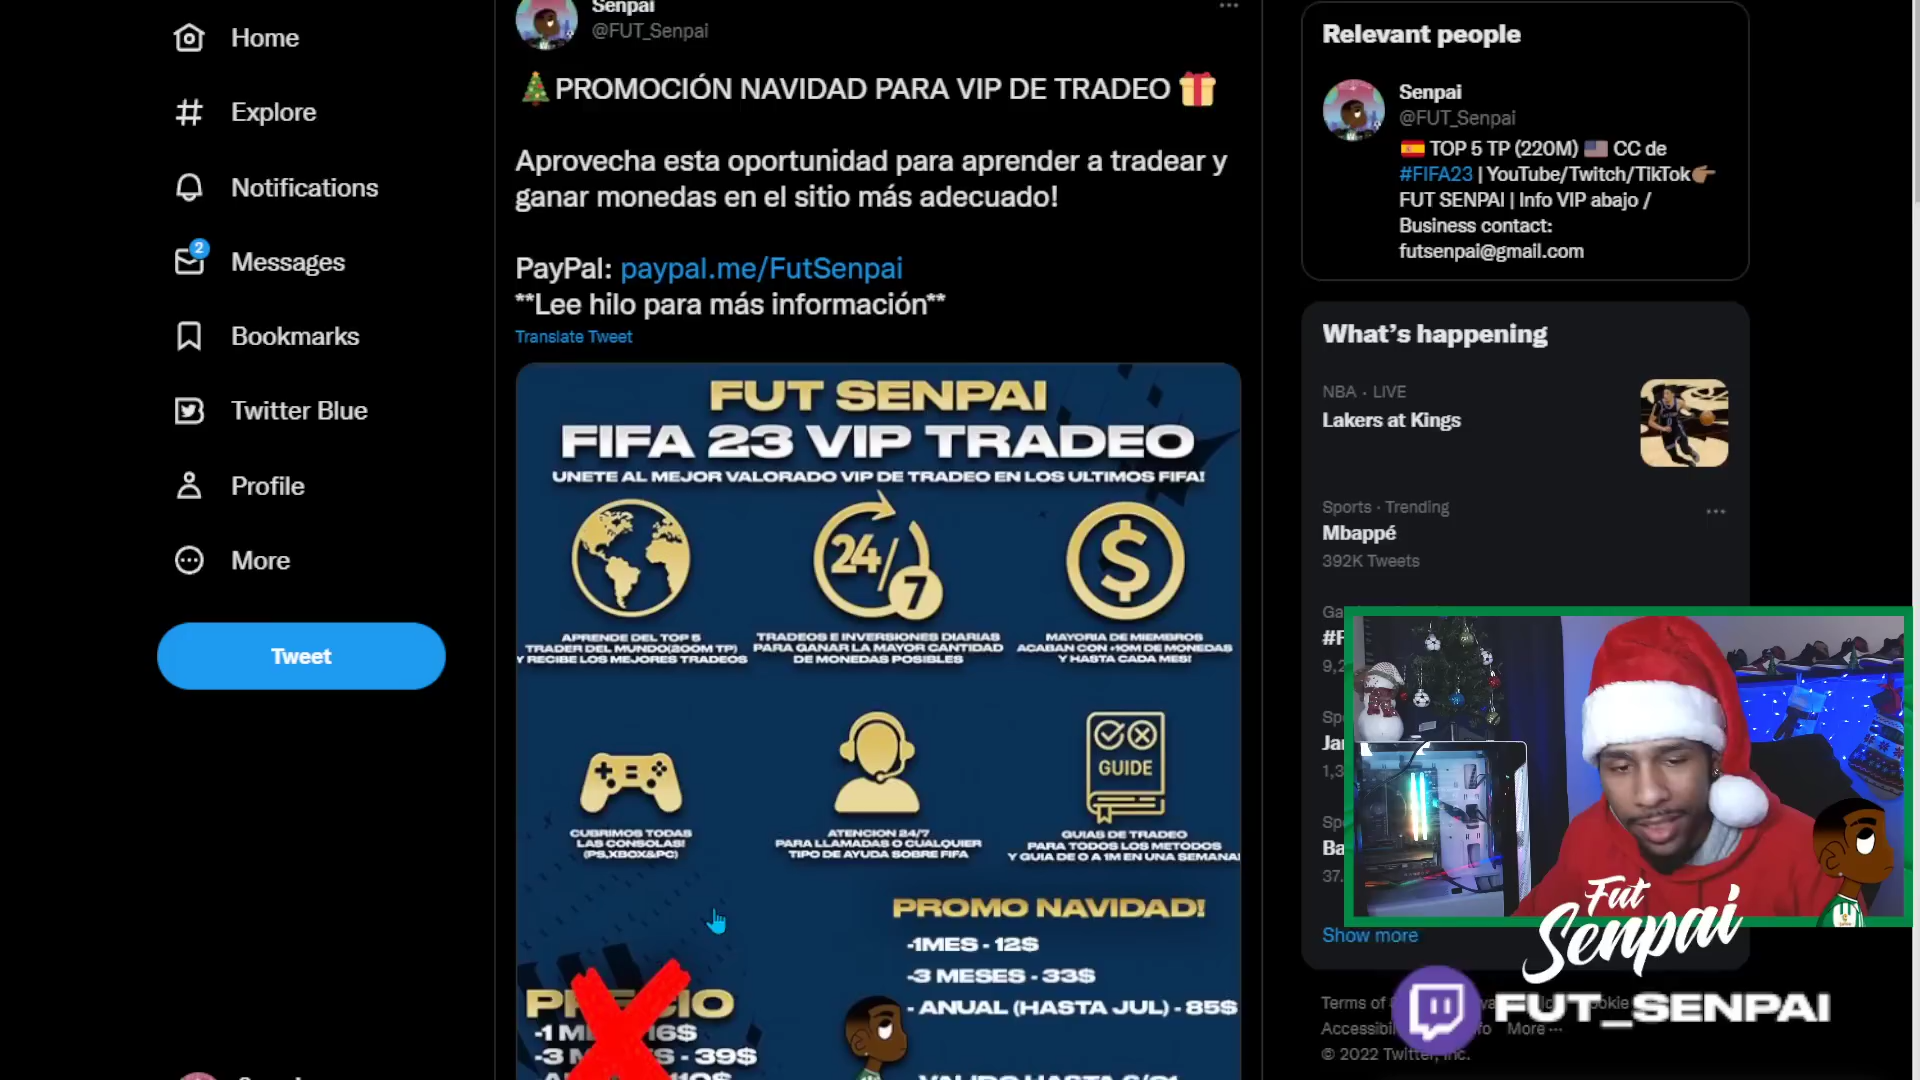 Home
Explore
Notifications
2
Messages
Bookmarks
Twitter Blue
Profile
More
Tweet
Senpai
@FUT_Senpai
PROMOCIÓN NAVIDAD PARA VIP DE TRADEO
Aprovecha esta oportunidad para aprender a tradear y
ganar monedas en el sitio más adecuado!
PayPal: paypal.me/FutSenpai
**Lee hilo para más información**
Translate Tweet
FUT SENPAI
FIFA 23 VIP TRADEO
UNETE AL MEJOR VALORADO VIP DE TRADEO EN LOS ULTIMOS FIFA!
24/7
APRENDE DEL TOP 5
TRADER DEL MUNDO(200M TP)
Y RECIBE LOS MEJORES TRADEOS
TRADEOS E INVERSIONES DIARIAS
PARA GANAR LA MAYOR CANTIDAD
DE MONEDAS POSIBLES
MAYORIA DE MIEMBROS
ACABAN CON +10M DE MONEDAS
Y HASTA CADA MES!
GUIDE
CUBRIMOS TODAS
LAS CONSOLAS!
(PS,XBOX&PC)
ATENCION 24/7
PARA LLAMADAS O CUALQUIER
TIPO DE AYUDA SOBRE FIFA
GUIAS DE TRADEO
PARA TODOS LOS METODOS
Y GUIA DE 0 A 1M EN UNA SEMANA!
PROMO NAVIDAD!
-1MES - 12$
-3 MESES - 33$
- ANUAL (HASTA JUL) - 85$
-1 16$
-3 - 39$
Relevant people
Senpai
@FUT_Senpai
TOP 5 TP (220M) CC de
#FIFA23 | YouTube/Twitch/TikTok
FUT SENPAI | Info VIP abajo /
Business contact:
futsenpai@gmail.com
What's happening
NBA · LIVE
Lakers at Kings
Sports · Trending
Mbappé
392K Tweets
Show more
Fut
Senpai
FUT_SENPAI
Terms of
More
© 2022 Twitter, Inc.